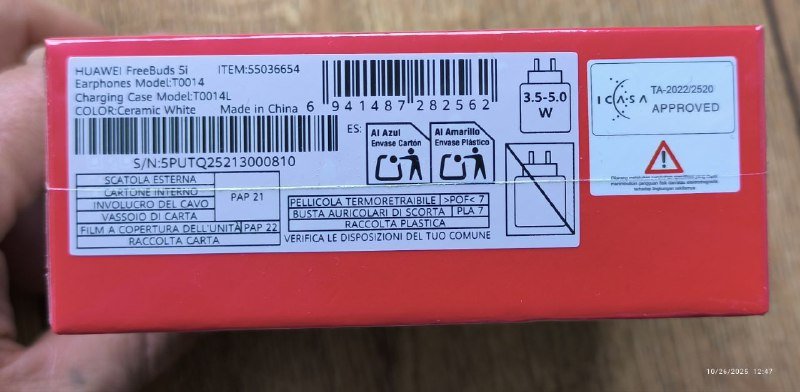 HUAWEI FreeBuds 5i ITEM:55036654
Earphones Model:T0014
Charging Case Model:T0014L
COLOR:Ceramic White Made in China
6 941487 282562
S/N:5PUTQ25213000810
ES:
Al Azul
Envase Cartón
Al Amarillo
Envase Plástico
3.5-5.0
W
SCATOLA ESTERNA
CARTONE INTERNO
INVOLUCRO DEL CAVO
VASSOIO DI CARTA
PAP 21
FILM A COPERTURA DELL'UNITÀ PAP 22
RACCOLTA CARTA
PELLICOLA TERMORETRAIBILE >POF< 7
BUSTA AURICOLARI DI SCORTA PLA 7
RACCOLTA PLASTICA
VERIFICA LE DISPOSIZIONI DEL TUO COMUNE
ICASA
TA-2022/2520
APPROVED
terhadap lingkungan sekitarnya
10/26/2025 12:47